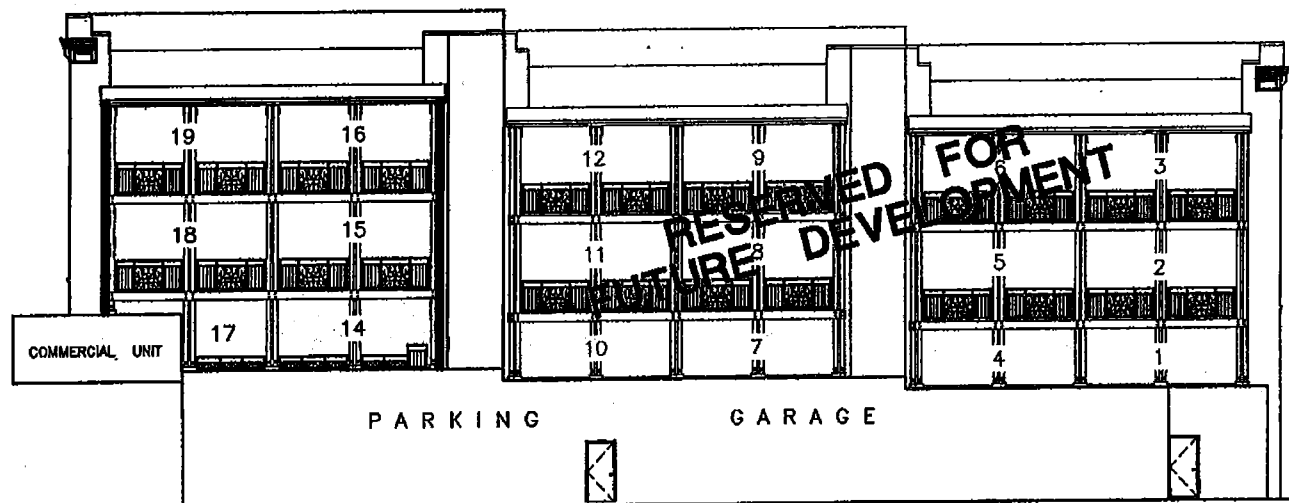 19 16
12 9
6 3
RESERVED FOR
FUTURE DEVELOPMENT
18 15
11 8
5 2
17 14
10 7
4 1
COMMERCIAL UNIT
PARKING GARAGE